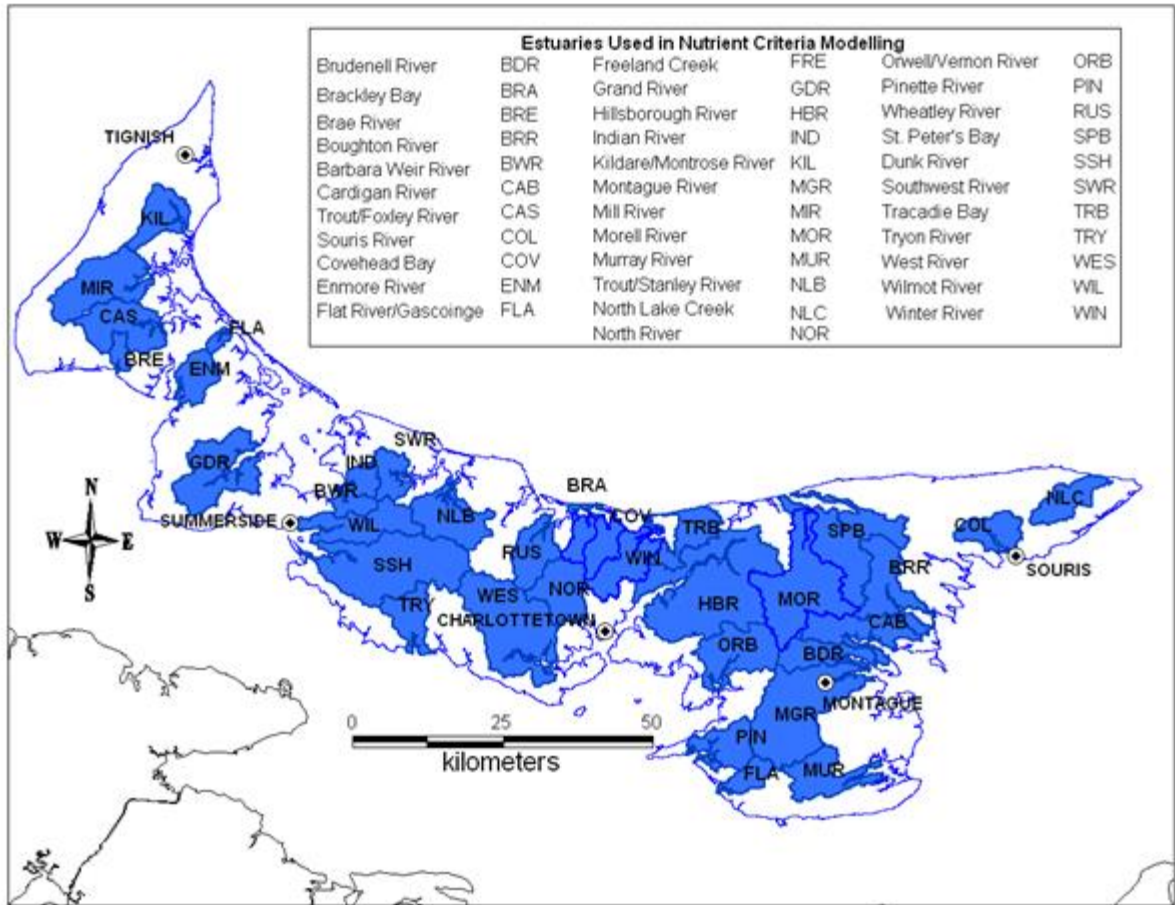 Estuaries Used in Nutrient Criteria Modelling
Brudenell River BDR Freeland Creek FRE Orwell/Vernon River ORB
Brackley Bay BRA Grand River GDR Pinette River PIN
Brae River BRE Hillsborough River HBR Wheatley River RUS
Boughton River BRR Indian River IND St. Peter's Bay SPB
Barbara Weir River BWR Kildare/Montrose River KIL Dunk River SSH
Cardigan River CAB Montague River MGR Southwest River SWR
Trout/Foxley River CAS Mill River MIR Tracadie Bay TRB
Souris River COL Morell River MOR Tryon River TRY
Covehead Bay COV Murray River MUR West River WES
Enmore River ENM Trout/Stanley River NLB Wilmot River WIL
Flat River/Gascoinge FLA North Lake Creek NLC Winter River WIN
North River NOR
TIGNISH
KIL
MIR
CAS
FLA
BRE
ENM
SWR
GDR
IND
BWR
BRA
NLC
SUMMERSIDE
WIL
NLB
COV
TRB
SPB
COL
RUS
WIN
SSH
BRR
SOURIS
NOR
WES
TRY
HBR
MOR
CHARLOTTETOWN
CAB
ORB
BDR
MONTAGUE
MGR
PIN
FLA
MUR
N
W E
S
0 25 50
kilometers